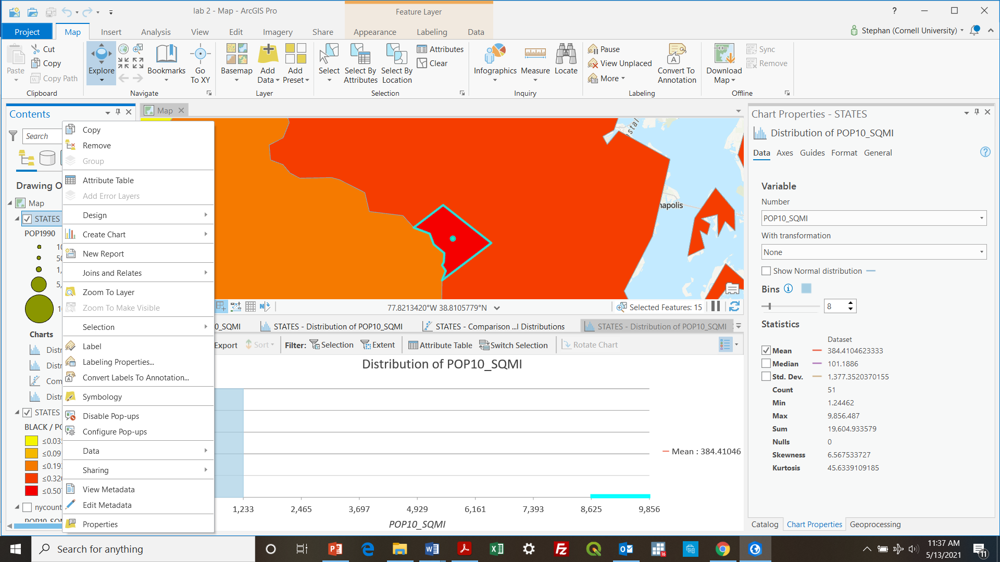 lab 2 - Map - ArcGIS Pro
Feature Layer
?
Project
Map
Insert
Analysis
View
Edit
Imagery
Share
Appearance
Labeling
Data
Stephan (Cornell University)
Paste
Cut
Copy
Copy Path
Clipboard
Explore
Bookmarks
Go
To XY
Navigate
Basemap
Add
Data
Add
Preset
Layer
Select
Select By
Attributes
Select By
Location
Attributes
Clear
Selection
Infographics
Measure
Locate
Inquiry
Pause
View Unplaced
More
Convert To
Annotation
Labeling
Download
Map
Sync
Remove
Offline
Contents
Search
Drawing O
Map
STATES
POP1990
10
50
1,
5,
1
Charts
Distr
Distr
Com
Distr
STATES
BLACK / PO
≤0.03
≤0.09
≤0.19
≤0.320
≤0.507
nycount
POP10_SQM
Copy
Remove
Group
Attribute Table
Add Error Layers
Design
Create Chart
New Report
Joins and Relates
Zoom To Layer
Zoom To Make Visible
Selection
Label
Labeling Properties...
Convert Labels To Annotation...
Symbology
Disable Pop-ups
Configure Pop-ups
Data
Sharing
View Metadata
Edit Metadata
Properties
Map
ostal
napolis
77.8213420°W 38.8105779°N
Selected Features: 15
0_SQMI
STATES - Distribution of POP10_SQMI
STATES - Comparison ...l Distributions
STATES - Distribution of POP10_SQMI
Export
Sort
Filter:
Selection
Extent
Attribute Table
Switch Selection
Rotate Chart
Distribution of POP10_SQMI
Mean : 384.41046
1,233
2,465
3,697
4,929
6,161
7,393
8,625
9,856
POP10_SQMI
Chart Properties - STATES
Distribution of POP10_SQMI
Data
Axes
Guides
Format
General
?
Variable
Number
POP10_SQMI
With transformation
None
Show Normal distribution
Bins
8
Statistics
Dataset
Mean 384.4104623333
Median 101.1886
Std. Dev. 1,377.3520370155
Count 51
Min 1.24462
Max 9,856.487
Sum 19,604.933579
Nulls 0
Skewness 6.567533727
Kurtosis 45.6339109185
Catalog
Chart Properties
Geoprocessing
Search for anything
16
11:37 AM
5/13/2021
11